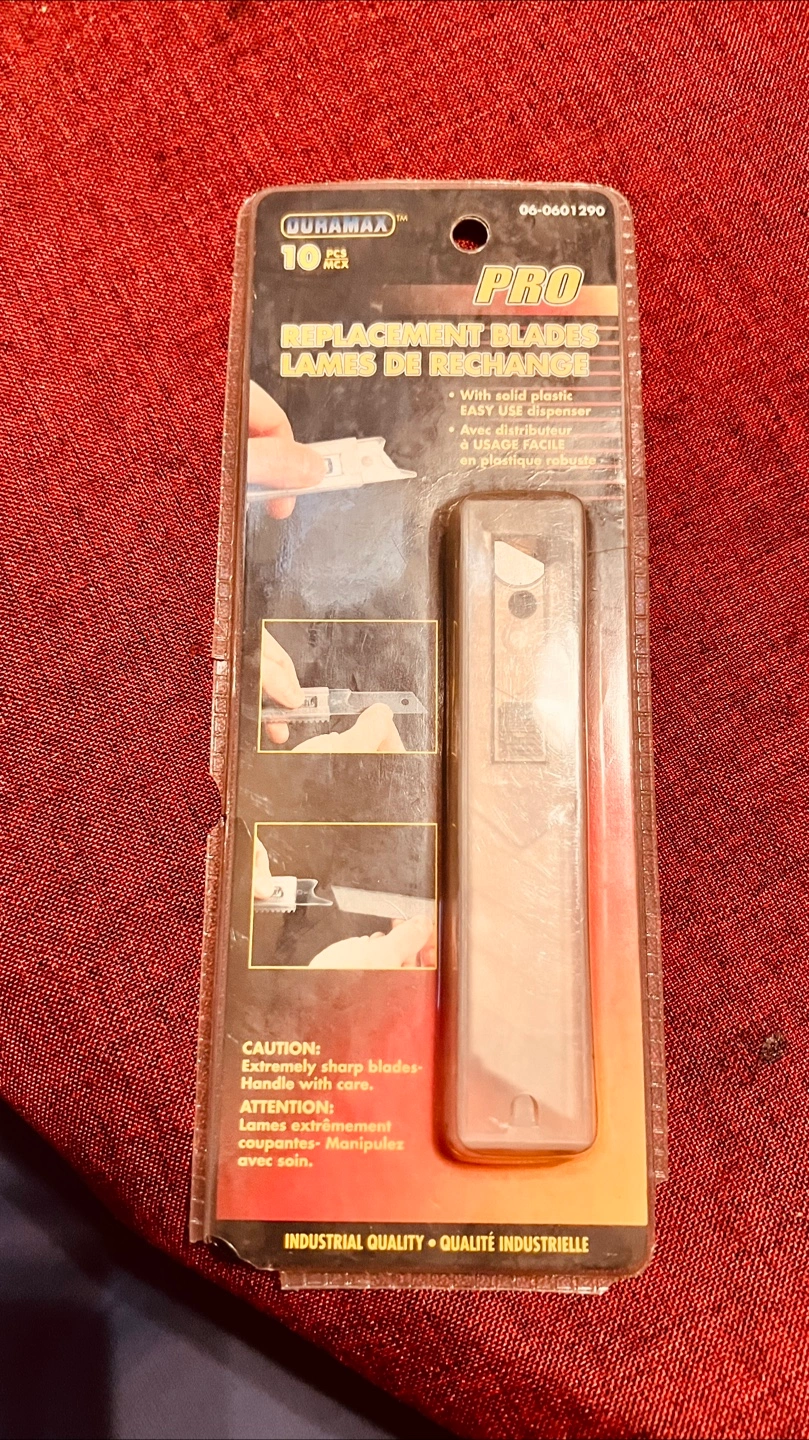 DURAMAX™
06-0601290
10 PCS
MCX
PRO
REPLACEMENT BLADES
LAMES DE RECHANGE
• With solid plastic
EASY USE dispenser
• Avec distributeur
à USAGE FACILE
en plastique robuste
CAUTION:
Extremely sharp blades-
Handle with care.
ATTENTION:
Lames extrêmement
coupantes- Manipulez
avec soin.
INDUSTRIAL QUALITY • QUALITÉ INDUSTRIELLE